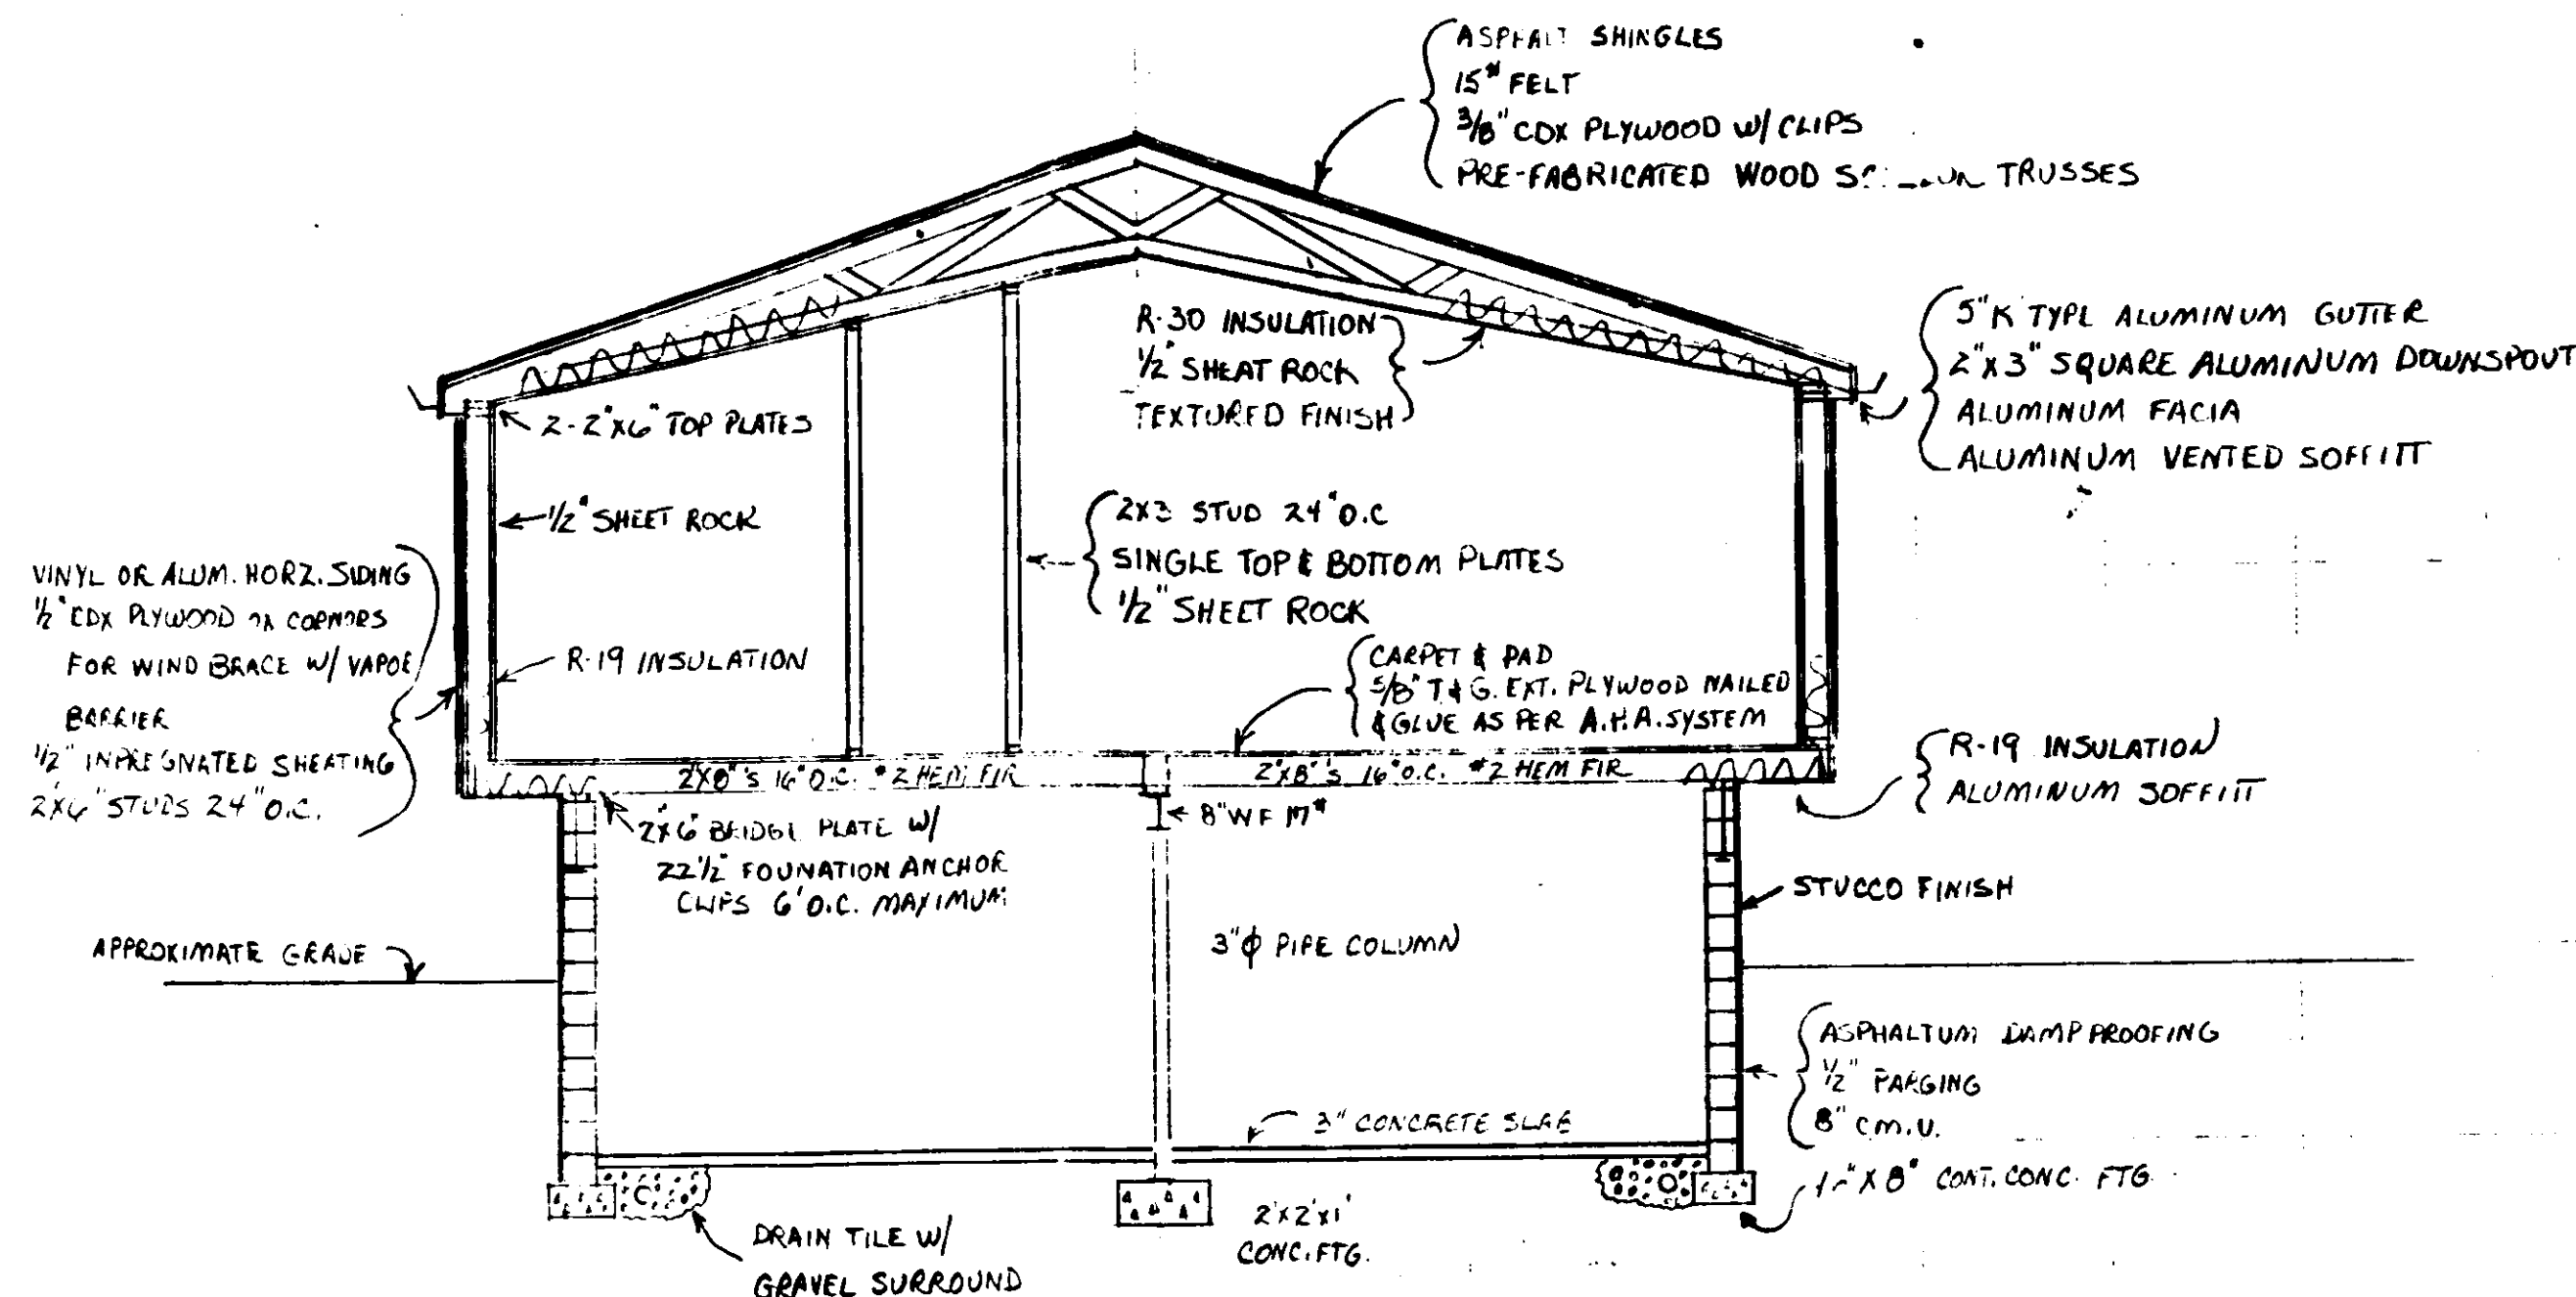 ASPHALT SHINGLES
15# FELT
3/8" CDX PLYWOOD W/ CLIPS
PRE-FABRICATED WOOD TRUSSES
R-30 INSULATION
1/2" SHEAT ROCK
TEXTURED FINISH
5" K TYPE ALUMINUM GUTTER
2"X3" SQUARE ALUMINUM DOWNSPOUT
ALUMINUM FACIA
ALUMINUM VENTED SOFFITT
2-2"X6" TOP PLATES
1/2" SHEET ROCK
2X3 STUD 24" O.C
SINGLE TOP & BOTTOM PLATES
1/2" SHEET ROCK
VINYL OR ALUM. HORZ. SIDING
1/2" CDX PLYWOOD CORNORS
FOR WIND BRACE W/ VAPOR
BARRIER
1/2" INPREGNATED SHEATING
2X6" STUDS 24" O.C.
R-19 INSULATION
CARPET & PAD
5/8" T & G. EXT. PLYWOOD NAILED
& GLUE AS PER A.H.A. SYSTEM
2"X8"'s 16" O.C. #2 HEM FIR
2"X8"'s 16" O.C. #2 HEM FIR
R-19 INSULATION
ALUMINUM SOFFITT
2"X6" BRIDGE PLATE W/
22 1/2" FOUNATION ANCHOR
CLIPS 6' O.C. MAXIMUM
8" WF 17#
STUCCO FINISH
APPROXIMATE GRADE
3" ϕ PIPE COLUMN
ASPHALTUM DAMPPROOFING
1/2" PARGING
8" C.M.U.
3" CONCRETE SLAB
X 8" CONT. CONC. FTG.
DRAIN TILE W/
GRAVEL SURROUND
2'X2'X1'
CONC. FTG.